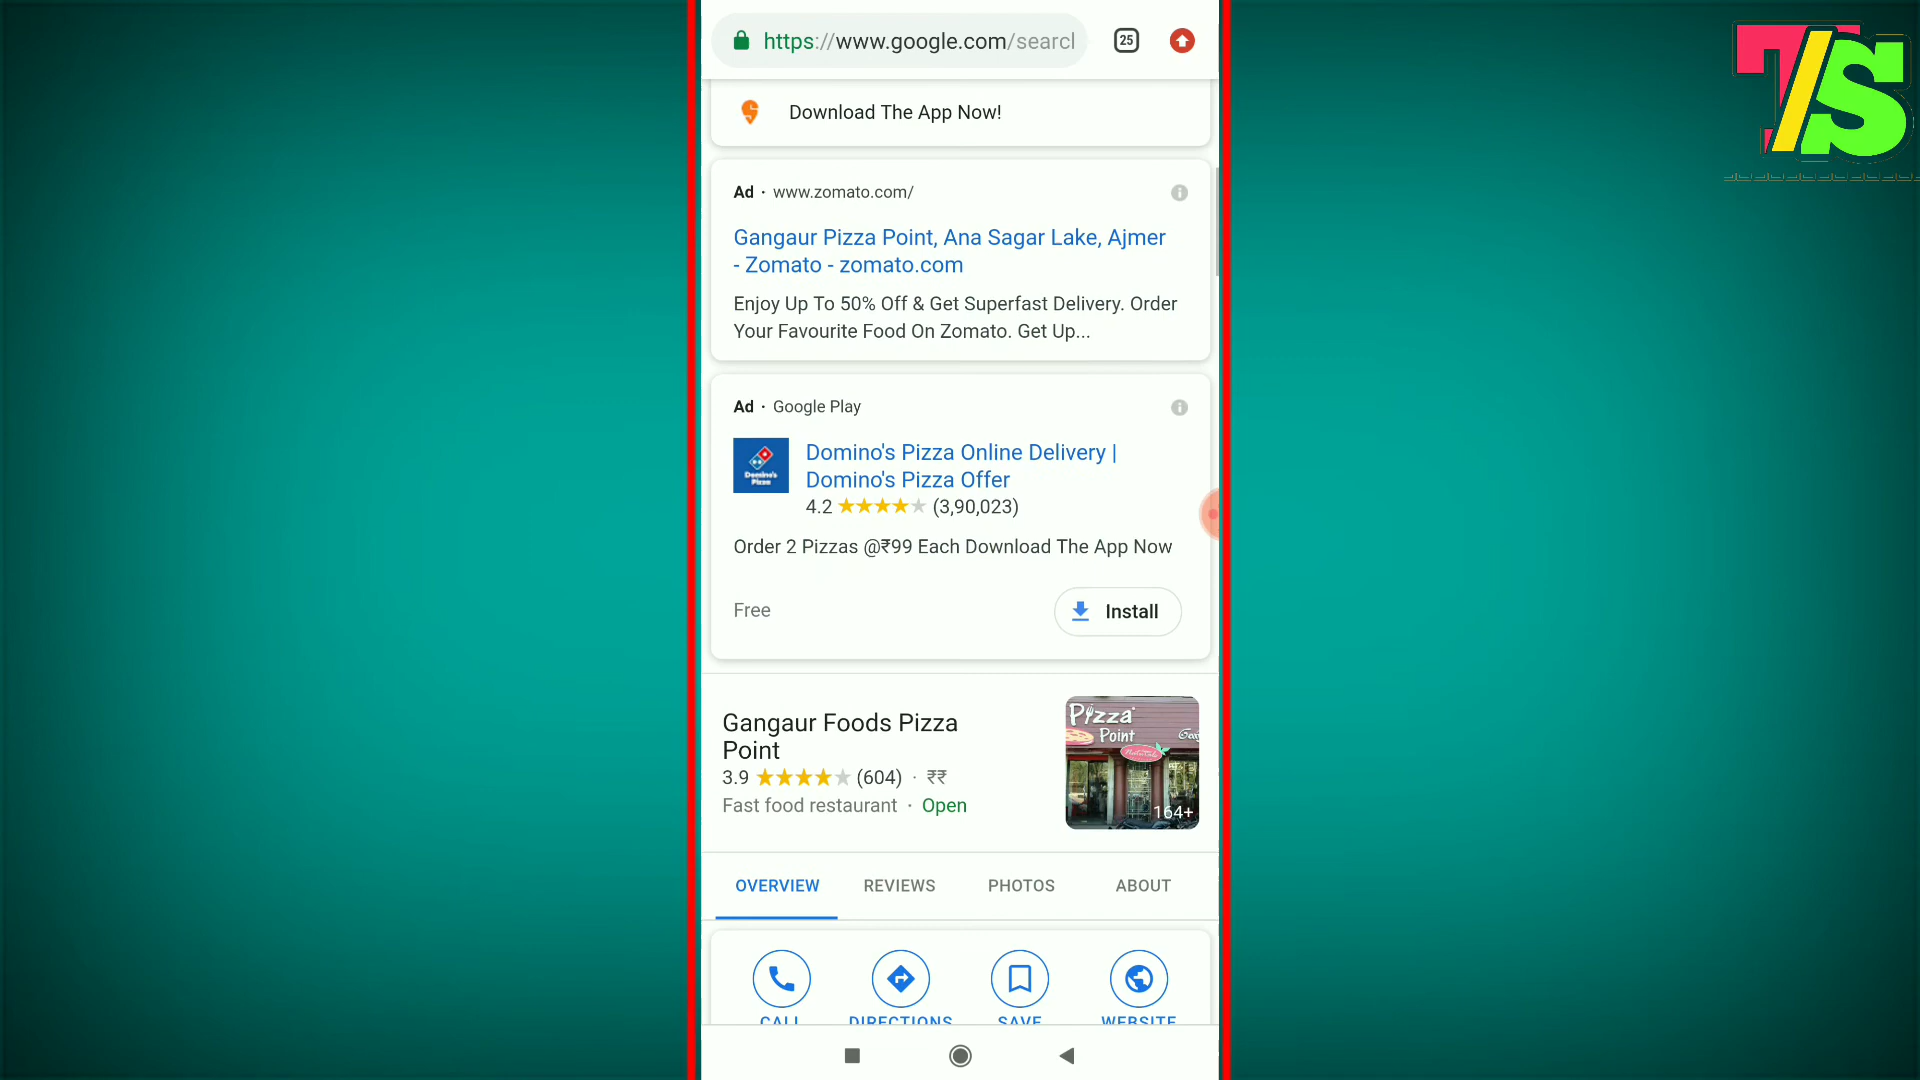 https://www.google.com/search
25
7/S
Download The App Now!
Ad · www.zomato.com/
Gangaur Pizza Point, Ana Sagar Lake, Ajmer
- Zomato - zomato.com
Enjoy Up To 50% Off & Get Superfast Delivery. Order
Your Favourite Food On Zomato. Get Up...
Ad · Google Play
Domino's Pizza
Domino's Pizza Online Delivery |
Domino's Pizza Offer
4.2 ★★★★★ (3,90,023)
Order 2 Pizzas @₹99 Each Download The App Now
Free
Install
Gangaur Foods Pizza
Point
3.9 ★★★★★ (604) · ₹₹
Fast food restaurant · Open
Pizza
Point
164+
OVERVIEW REVIEWS PHOTOS ABOUT
CALL DIRECTIONS SAVE WEBSITE